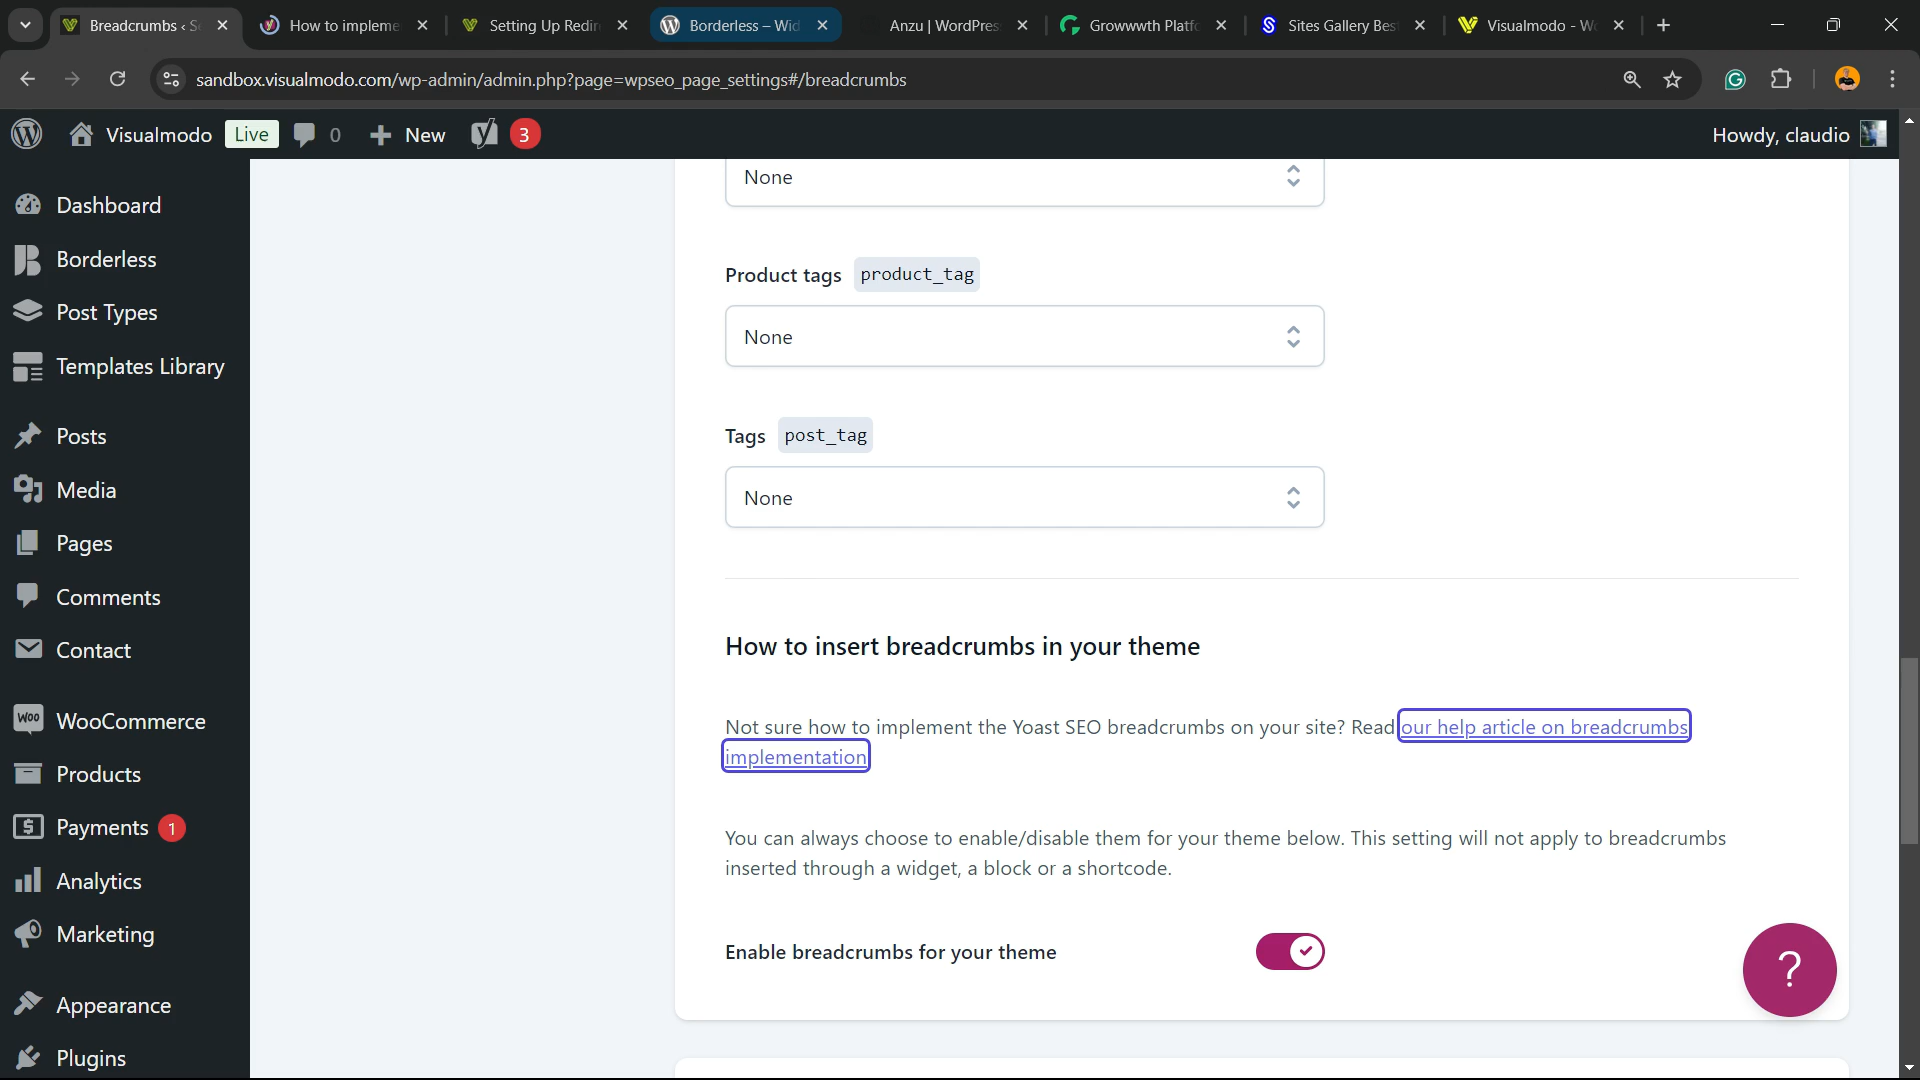 Breadcrumbs < S
How to impleme
Setting Up Redir
Borderless – Wid
Anzu | WordPres
Growwwth Platf
Sites Gallery Bes
Visualmodo - W
sandbox.visualmodo.com/wp-admin/admin.php?page=wpseo_page_settings#/breadcrumbs
Visualmodo Live 0 New 3
Howdy, claudio
Dashboard
Borderless
Post Types
Templates Library
Posts
Media
Pages
Comments
Contact
WooCommerce
Products
Payments 1
Analytics
Marketing
Appearance
Plugins
None
Product tags product_tag
None
Tags post_tag
None
How to insert breadcrumbs in your theme
Not sure how to implement the Yoast SEO breadcrumbs on your site? Read our help article on breadcrumbs
implementation
You can always choose to enable/disable them for your theme below. This setting will not apply to breadcrumbs
inserted through a widget, a block or a shortcode.
Enable breadcrumbs for your theme
?